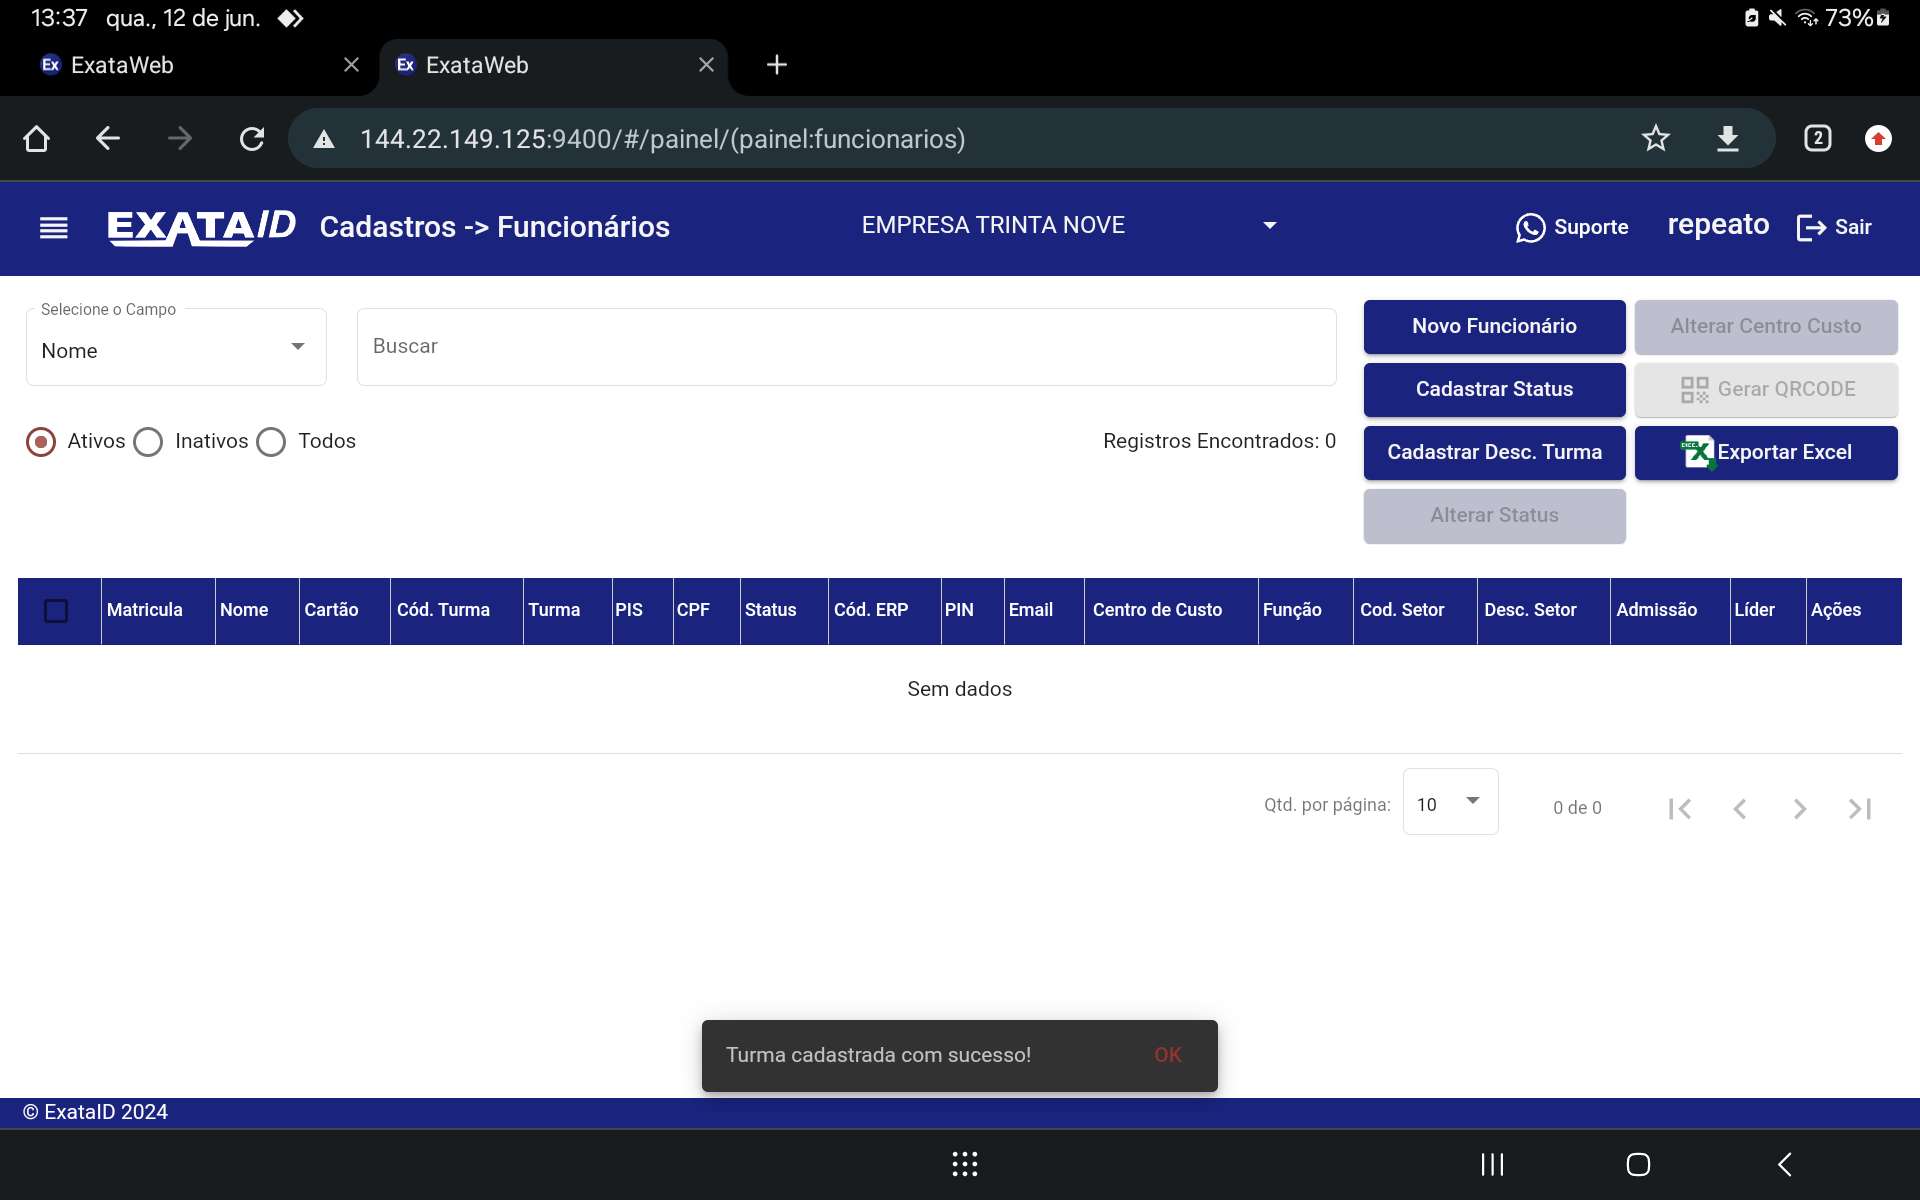 13:37 qua., 12 de jun. 73%
Ex ExataWeb
Ex ExataWeb
144.22.149.125:9400/#/painel/(painel:funcionarios)
2
EXATA ID Cadastros -> Funcionários EMPRESA TRINTA NOVE Suporte repeato Sair
Selecione o Campo
Nome
Buscar
Novo Funcionário Alterar Centro Custo
Cadastrar Status Gerar QRCODE
Ativos Inativos Todos Registros Encontrados: 0
Cadastrar Desc. Turma Exportar Excel
Alterar Status
Matricula Nome Cartão Cód. Turma Turma PIS CPF Status Cód. ERP PIN Email Centro de Custo Função Cod. Setor Desc. Setor Admissão Líder Ações
Sem dados
Qtd. por página: 10 0 de 0
Turma cadastrada com sucesso! OK
© ExataID 2024